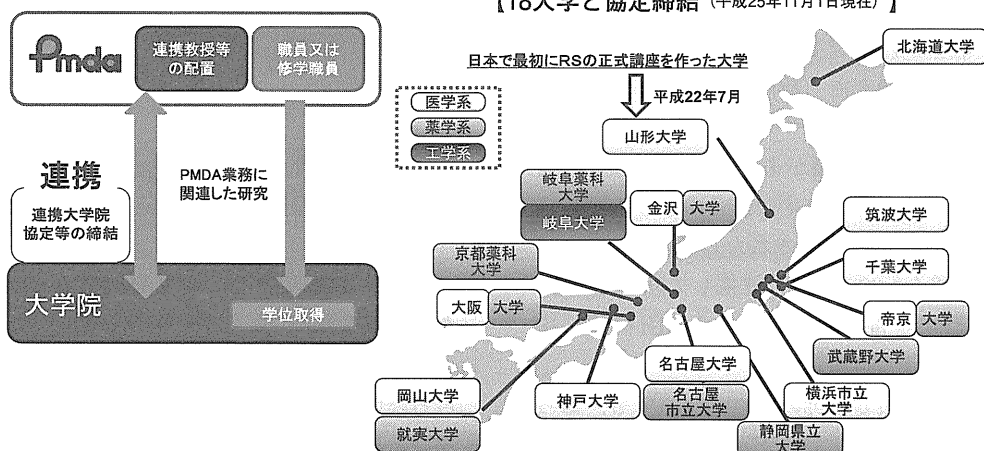 【18大学と協定締結（平成25年11月1日現在）】
Pmda
連携教授等
の配置
職員又は
修学職員
連携
連携大学院
協定等の締結
PMDA業務に
関連した研究
大学院
学位取得
日本で最初にRSの正式講座を作った大学
平成22年7月
医学系
薬学系
工学系
北海道大学
山形大学
岐阜薬科
大学
岐阜大学
金沢 大学
筑波大学
京都薬科
大学
千葉大学
大阪 大学
帝京 大学
武蔵野大学
名古屋大学
名古屋
市立大学
横浜市立
大学
岡山大学
就実大学
神戸大学
静岡県立
大学